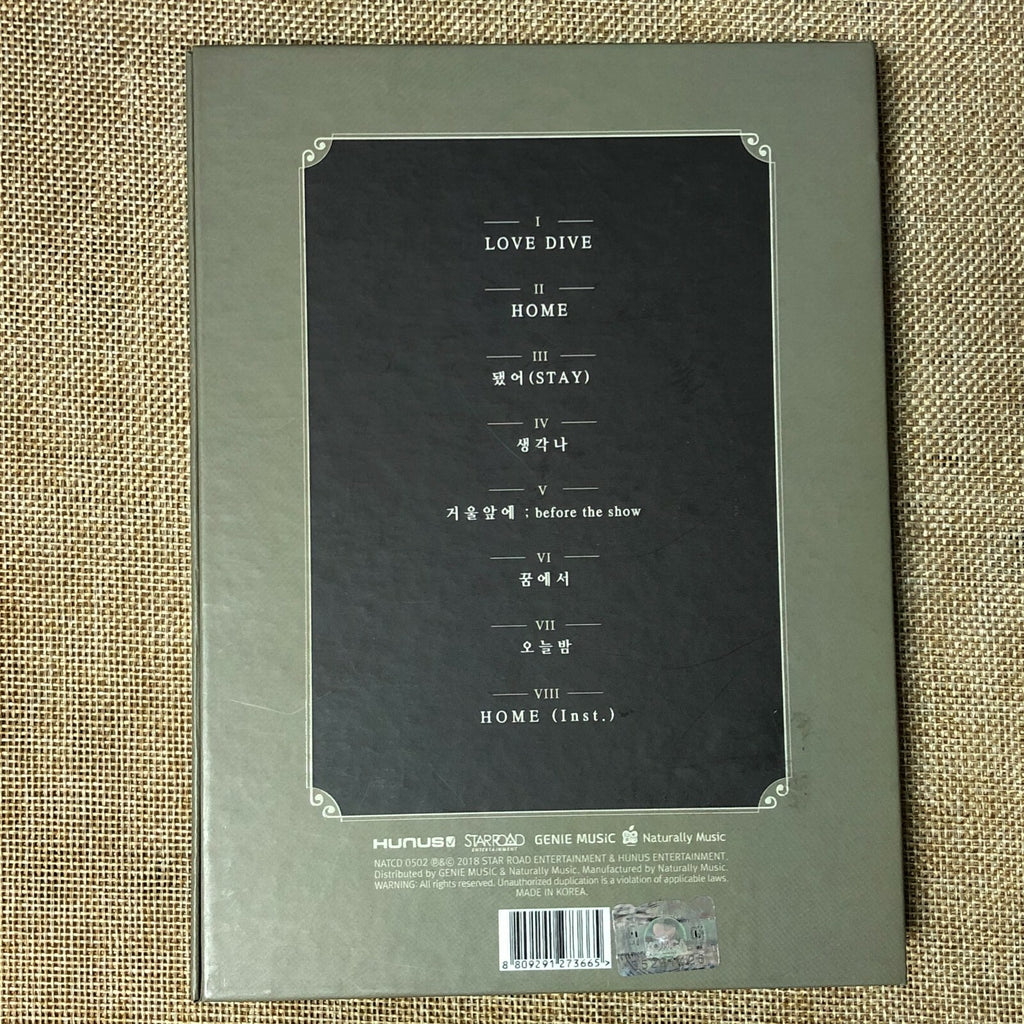 I
LOVE DIVE
II
HOME
III
됐어(STAY)
IV
생각나
V
거울앞에 ; before the show
VI
꿈에서
VII
오늘밤
VIII
HOME (Inst.)
HUNUS STARROAD ENTERTAINMENT GENIE MUSIC Naturally Music
NATCD 0502 ℗&© 2018 STAR ROAD ENTERTAINMENT & HUNUS ENTERTAINMENT.
Distributed by GENIE MUSIC & Naturally Music. Manufactured by Naturally Music.
WARNING: All rights reserved. Unauthorized duplication is a violation of applicable laws.
MADE IN KOREA.
8 809291 273665 >